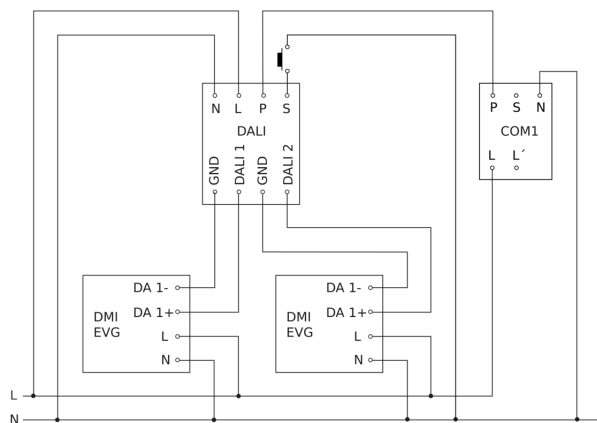 N L P S
DALI
GND DALI 1 GND DALI 2
P S N
COM1
L L´
DA 1-
DMI EVG DA 1+
L
N
DA 1-
DMI EVG DA 1+
L
N
L
N